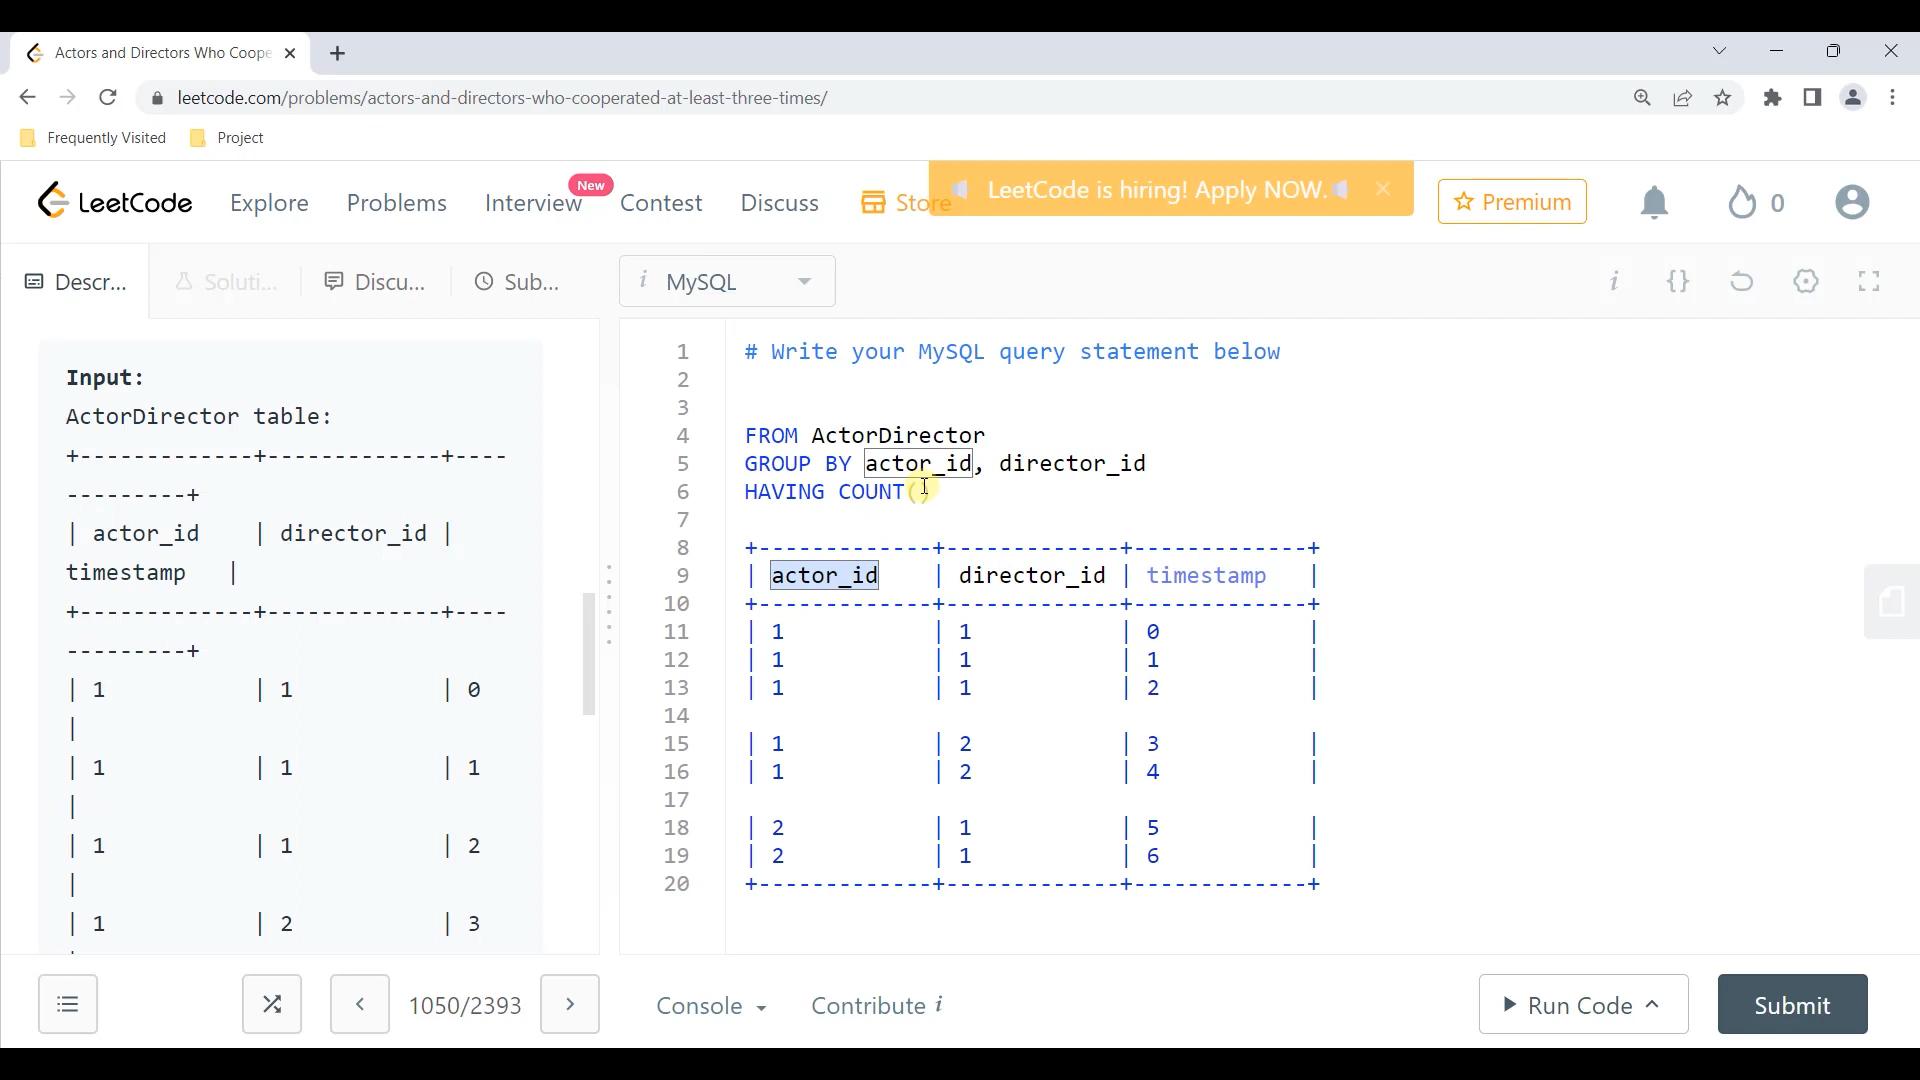 Actors and Directors Who Coope
leetcode.com/problems/actors-and-directors-who-cooperated-at-least-three-times/
Frequently Visited Project
LeetCode Explore Problems Interview New Contest Discuss Store LeetCode is hiring! Apply NOW. Premium 0
Descr... Soluti... Discu... Sub... i MySQL i {}
Input:
ActorDirector table:
+-------------+-------------+----
---------+
| actor_id | director_id |
timestamp |
+-------------+-------------+----
---------+
| 1 | 1 | 0
|
| 1 | 1 | 1
|
| 1 | 1 | 2
|
| 1 | 2 | 3
1 # Write your MySQL query statement below
2
3
4 FROM ActorDirector
5 GROUP BY actor_id, director_id
6 HAVING COUNT()
7
8 +-------------+-------------+-------------+
9 | actor_id | director_id | timestamp |
10 +-------------+-------------+-------------+
11 | 1 | 1 | 0 |
12 | 1 | 1 | 1 |
13 | 1 | 1 | 2 |
14
15 | 1 | 2 | 3 |
16 | 1 | 2 | 4 |
17
18 | 2 | 1 | 5 |
19 | 2 | 1 | 6 |
20 +-------------+-------------+-------------+
1050/2393 Console Contribute i Run Code Submit